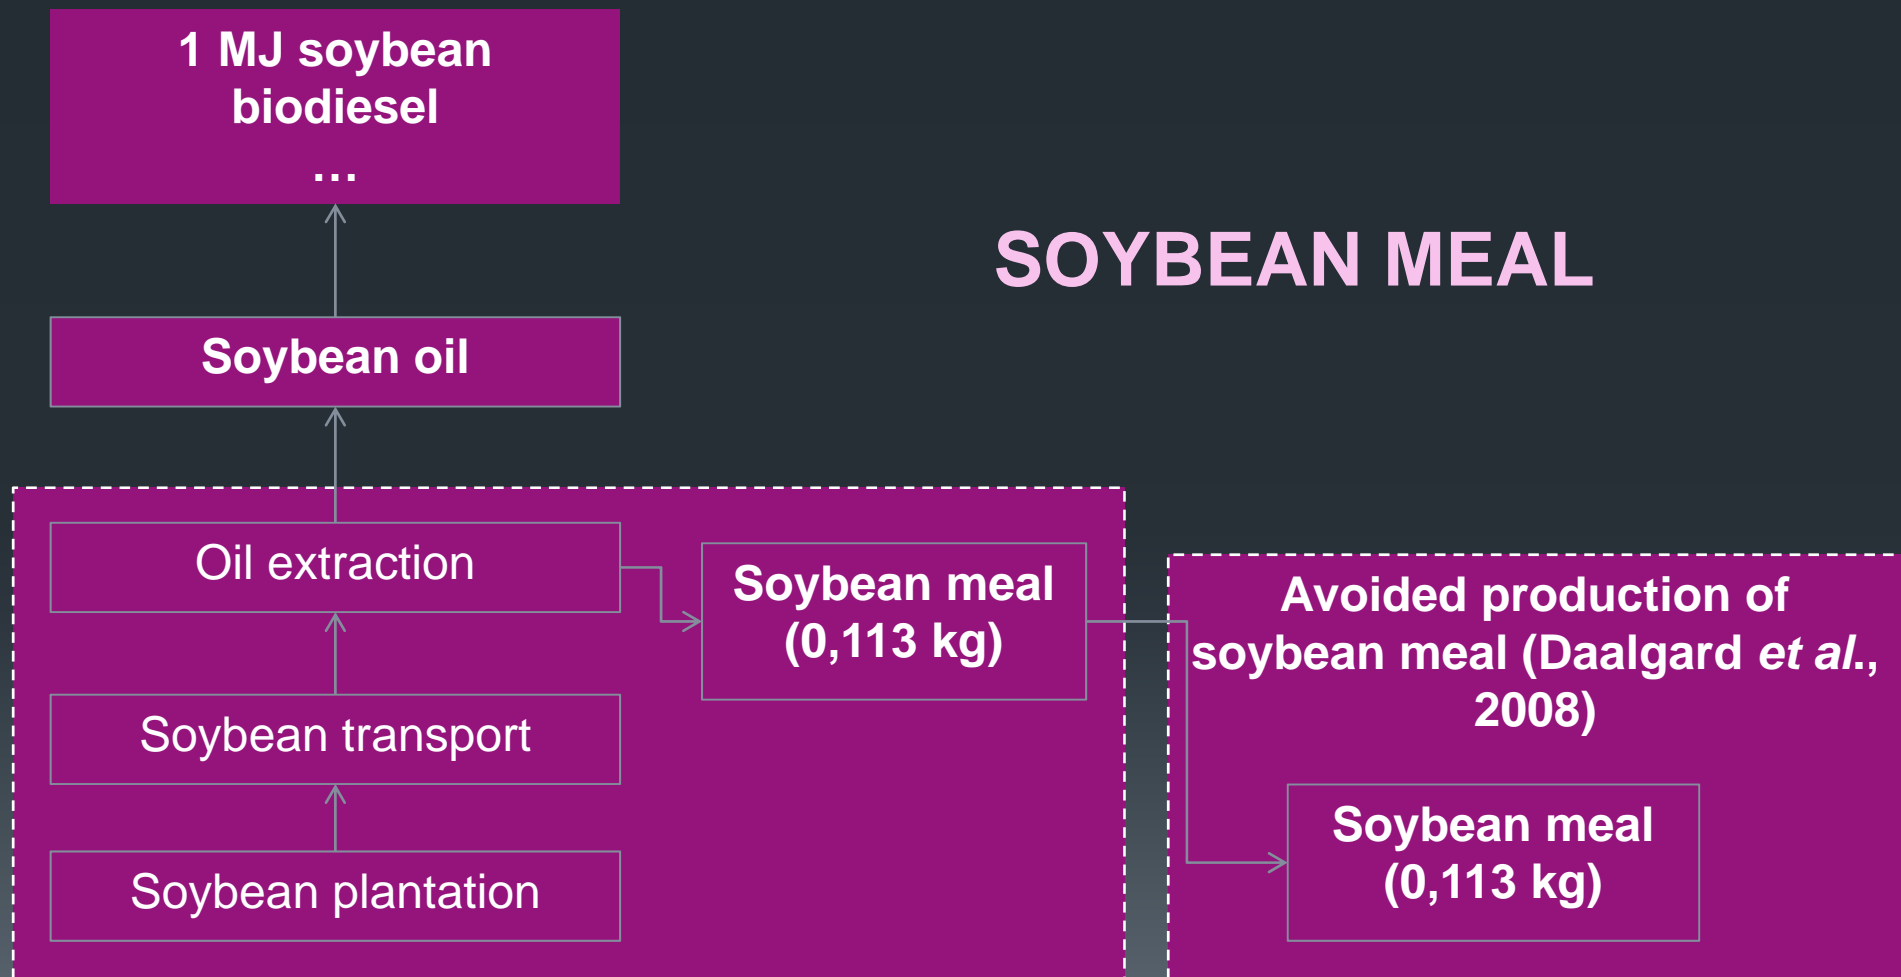 1 MJ soybean
biodiesel
…
SOYBEAN MEAL
Soybean oil
Oil extraction
Soybean meal
(0,113 kg)
Avoided production of
soybean meal (Daalgard et al.,
2008)
Soybean transport
Soybean meal
(0,113 kg)
Soybean plantation